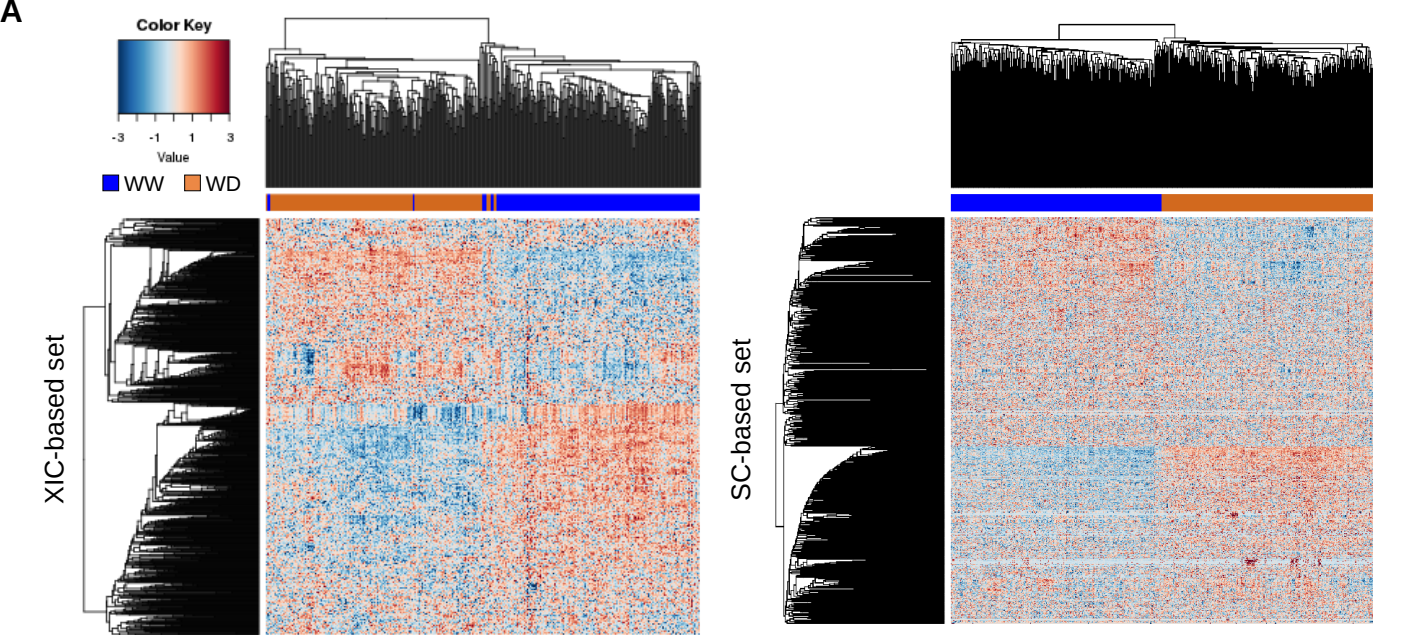 A
Color Key
-3 -1 1 3
Value
WW WD
XIC-based set
SC-based set